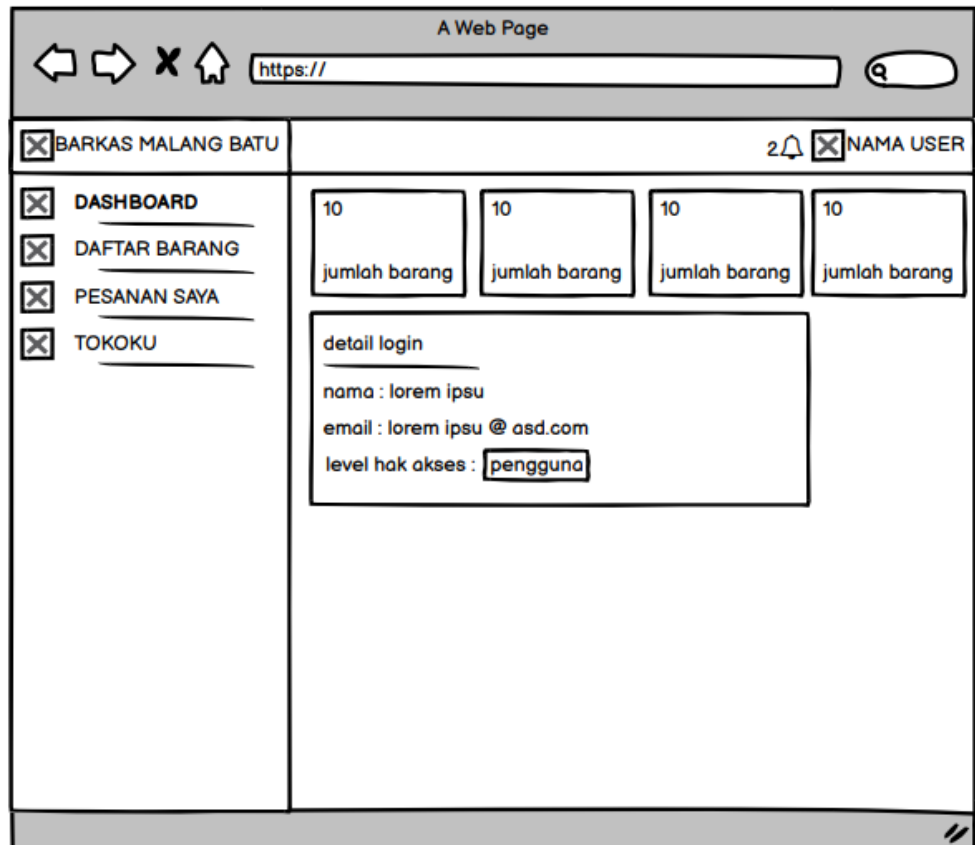 A Web Page
https://
BARKAS MALANG BATU
2
NAMA USER
DASHBOARD
DAFTAR BARANG
PESANAN SAYA
TOKOKU
10
jumlah barang
10
jumlah barang
10
jumlah barang
10
jumlah barang
detail login
nama : lorem ipsu
email : lorem ipsu @ asd.com
level hak akses : pengguna